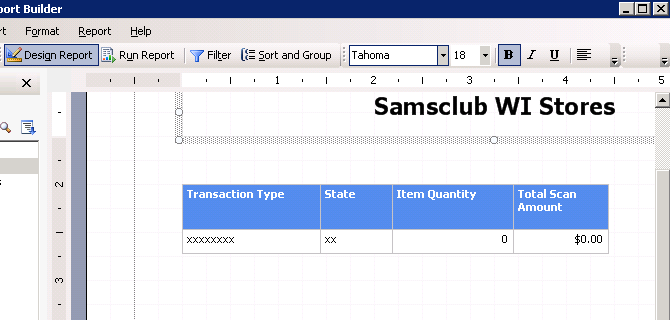 port Builder
rt Format Report Help
Design Report Run Report Filter Sort and Group Tahoma 18 B I U
1 2 3 4 5
Samsclub WI Stores
2
Transaction Type State Item Quantity Total Scan
Amount
xxxxxxxx xx 0 $0.00
3